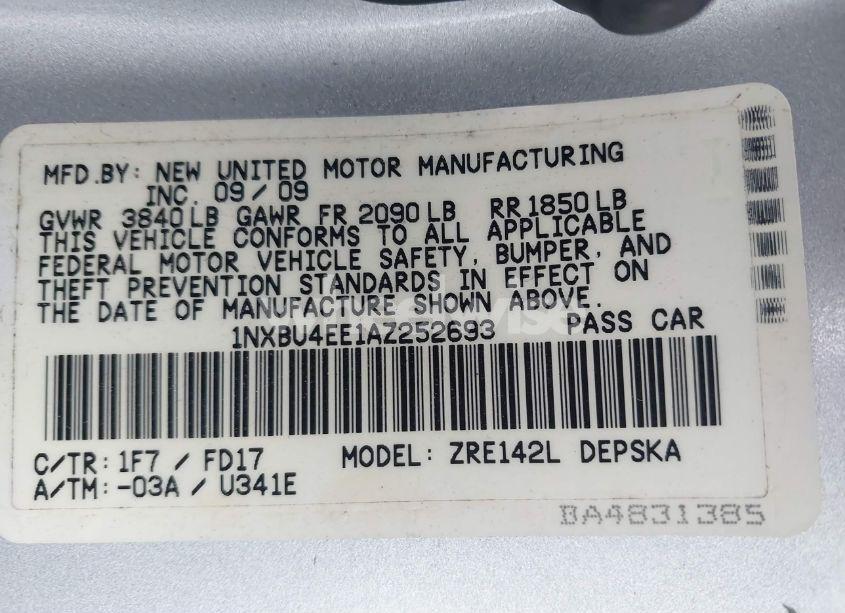 MFD.BY: NEW UNITED MOTOR MANUFACTURING
INC. 09/09
GVWR 3840LB GAWR FR 2090LB RR1850LB
THIS VEHICLE CONFORMS TO ALL APPLICABLE
FEDERAL MOTOR VEHICLE SAFETY, BUMPER, AND
THEFT PREVENTION STANDARDS IN EFFECT ON
THE DATE OF MANUFACTURE SHOWN ABOVE.
1NXBU4EE1AZ252693 PASS CAR
C/TR: 1F7 / FD17 MODEL: ZRE142L DEPSKA
A/TM: -03A / U341E
BA4831385